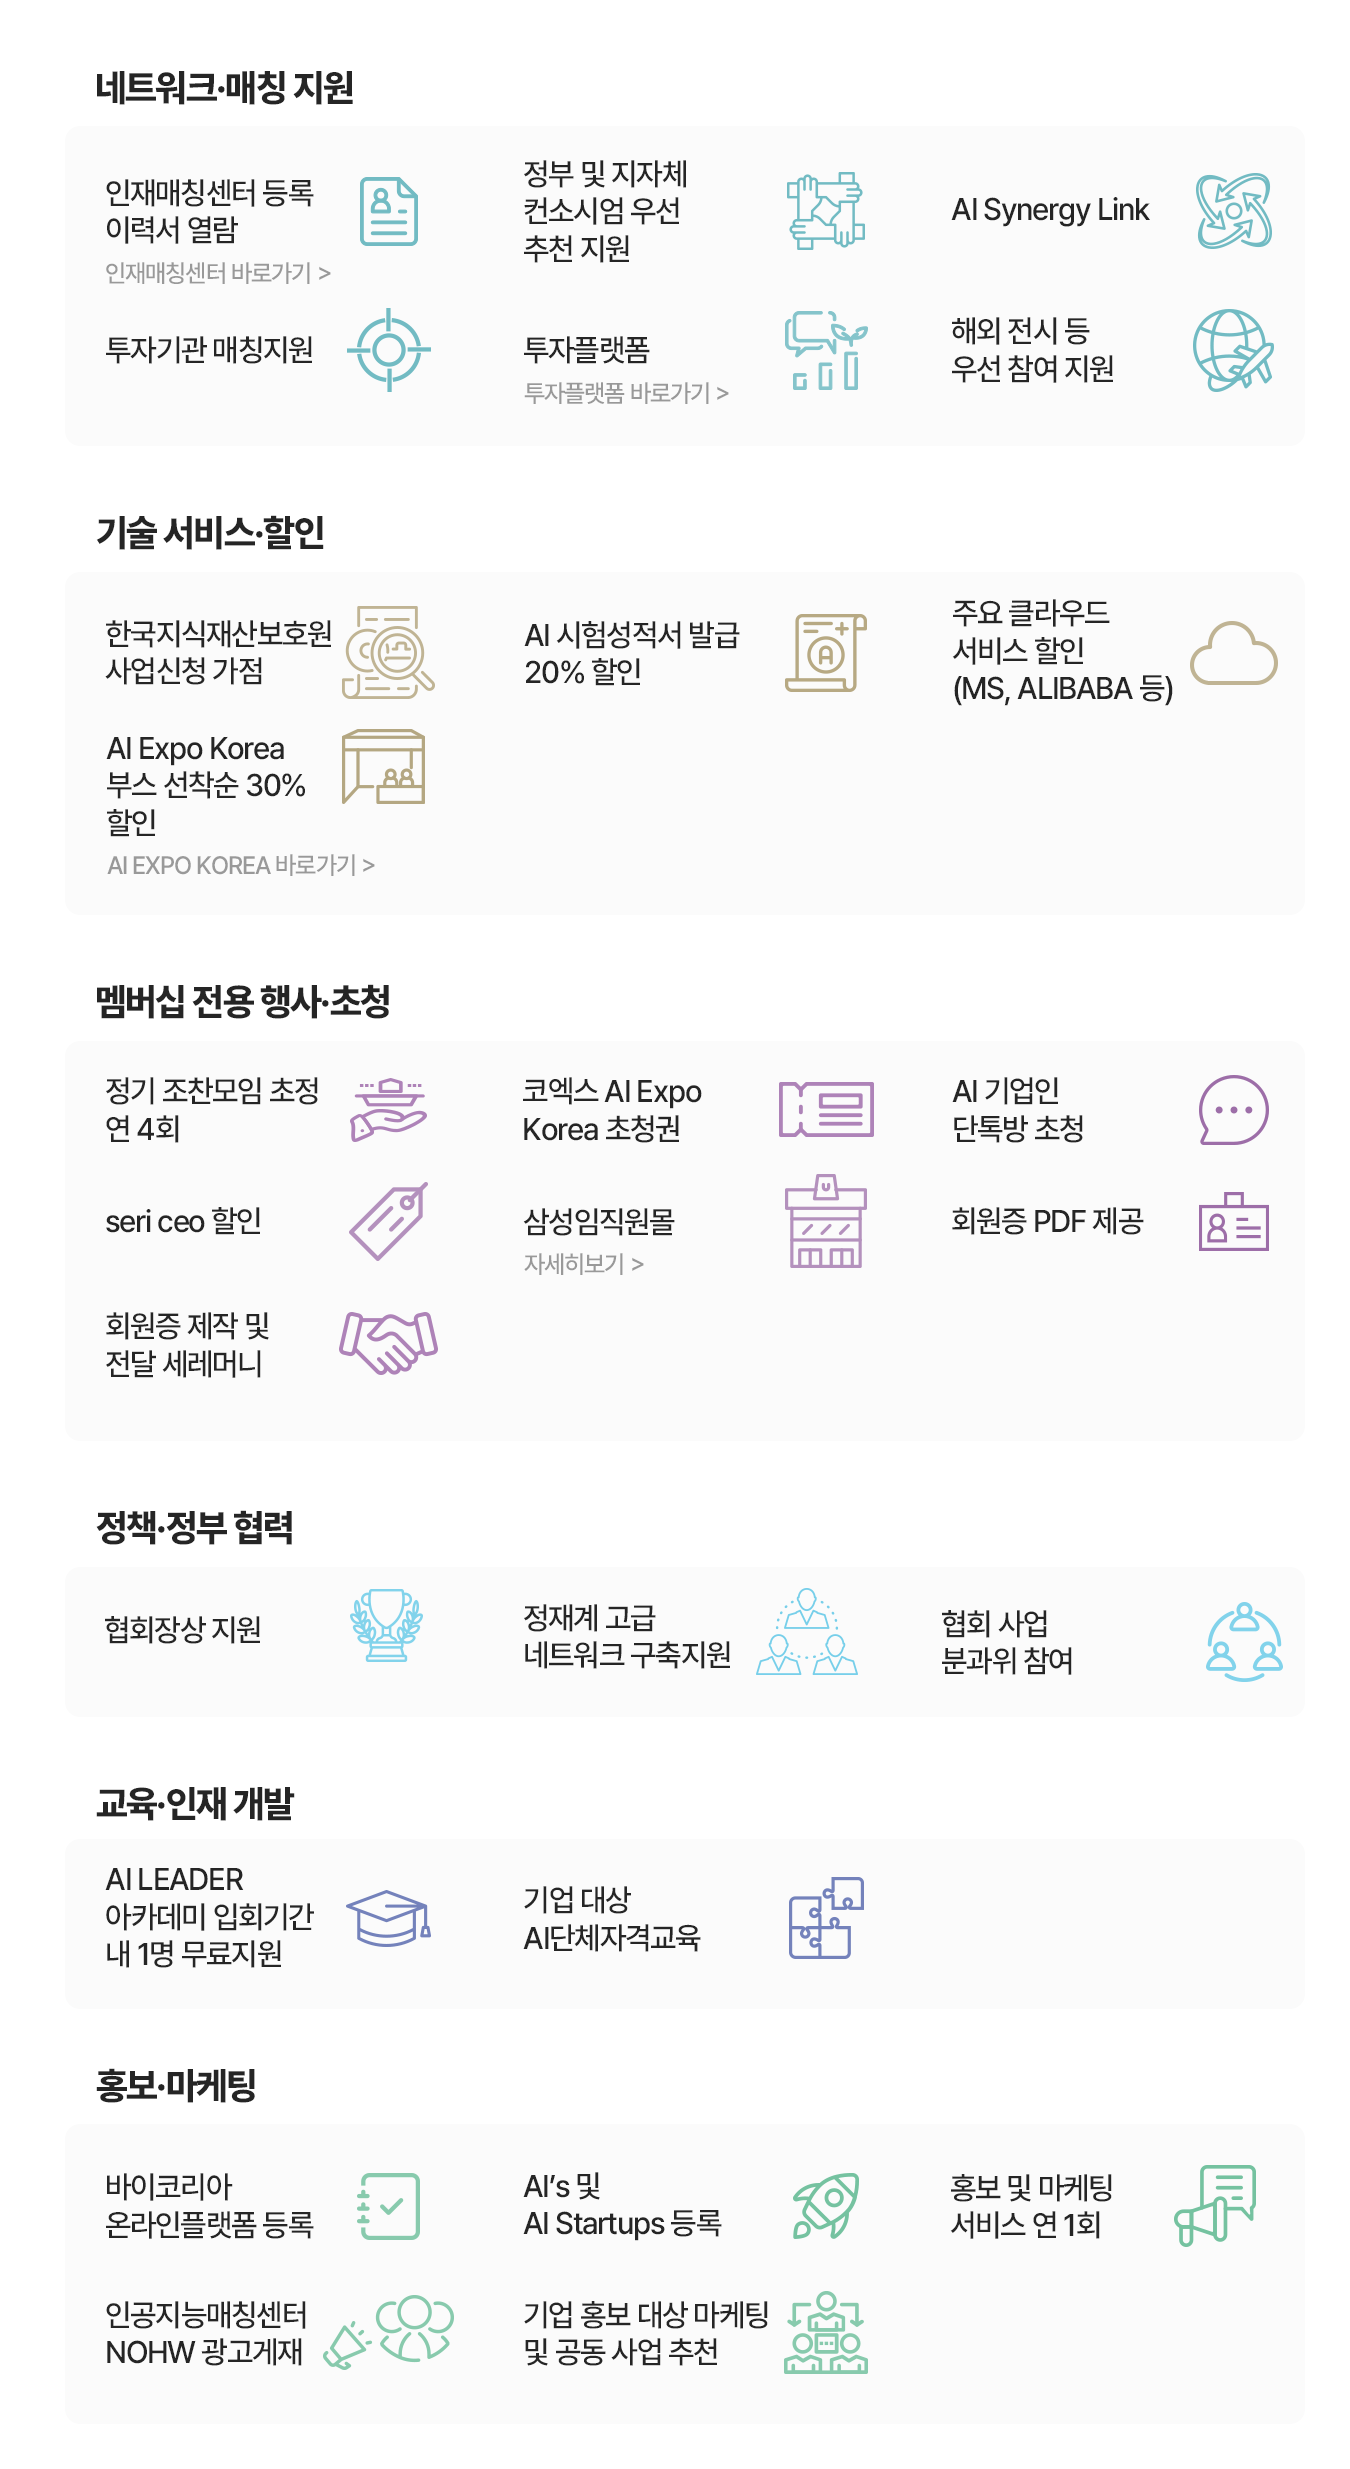 네트워크·매칭 지원
인재매칭센터 등록
이력서 열람
인재매칭센터 바로가기 >
정부 및 지자체
컨소시엄 우선
추천 지원
AI Synergy Link
투자기관 매칭지원
투자플랫폼
투자플랫폼 바로가기 >
해외 전시 등
우선 참여 지원
기술 서비스·할인
한국지식재산보호원
사업신청 가점
AI 시험성적서 발급
20% 할인
주요 클라우드
서비스 할인
(MS, ALIBABA 등)
AI Expo Korea
부스 선착순 30%
할인
AI EXPO KOREA 바로가기 >
멤버십 전용 행사·초청
정기 조찬모임 초정
연 4회
코엑스 AI Expo
Korea 초청권
AI 기업인
단톡방 초청
seri ceo 할인
삼성임직원몰
자세히보기 >
회원증 PDF 제공
회원증 제작 및
전달 세레머니
정책·정부 협력
협회장상 지원
정재계 고급
네트워크 구축지원
협회 사업
분과위 참여
교육·인재 개발
AI LEADER
아카데미 입회기간
내 1명 무료지원
기업 대상
AI단체자격교육
홍보·마케팅
바이코리아
온라인플랫폼 등록
AI’s 및
AI Startups 등록
홍보 및 마케팅
서비스 연 1회
인공지능매칭센터
NOHW 광고게재
기업 홍보 대상 마케팅
및 공동 사업 추천